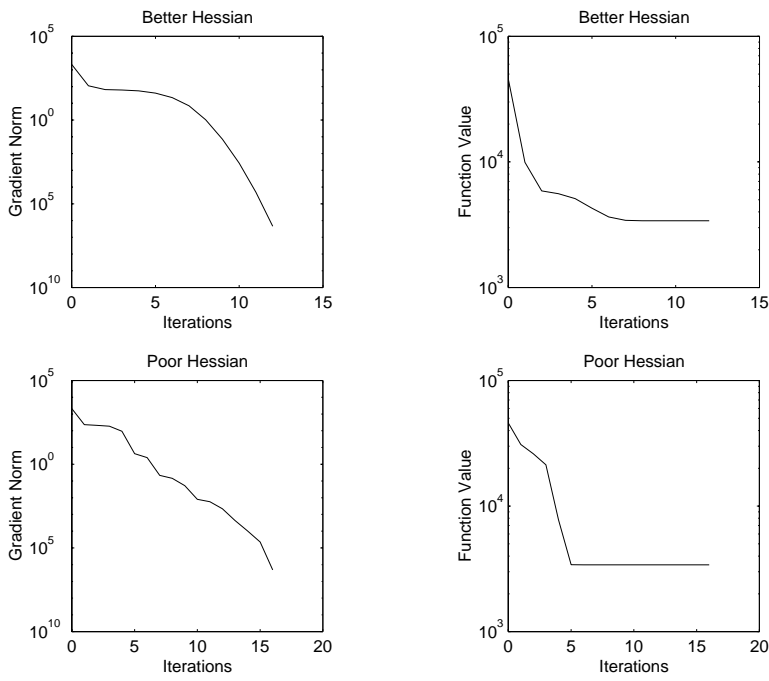 Better Hessian
10^5
10^0
10^5
10^10
Gradient Norm
0 5 10 15
Iterations
Better Hessian
10^5
10^4
10^3
Function Value
0 5 10 15
Iterations
Poor Hessian
10^5
10^0
10^5
10^10
Gradient Norm
0 5 10 15 20
Iterations
Poor Hessian
10^5
10^4
10^3
Function Value
0 5 10 15 20
Iterations